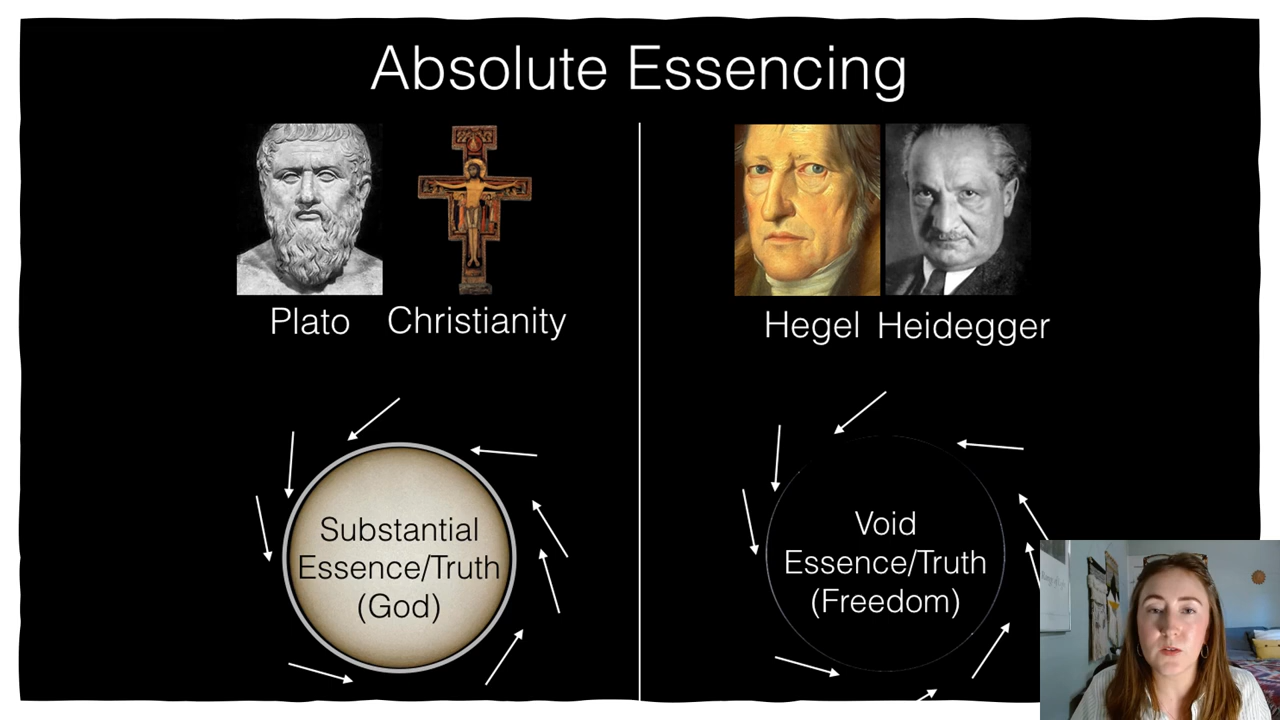 Absolute Essencing
Plato
Christianity
Hegel
Heidegger
Substantial
Essence/Truth
(God)
Void
Essence/Truth
(Freedom)